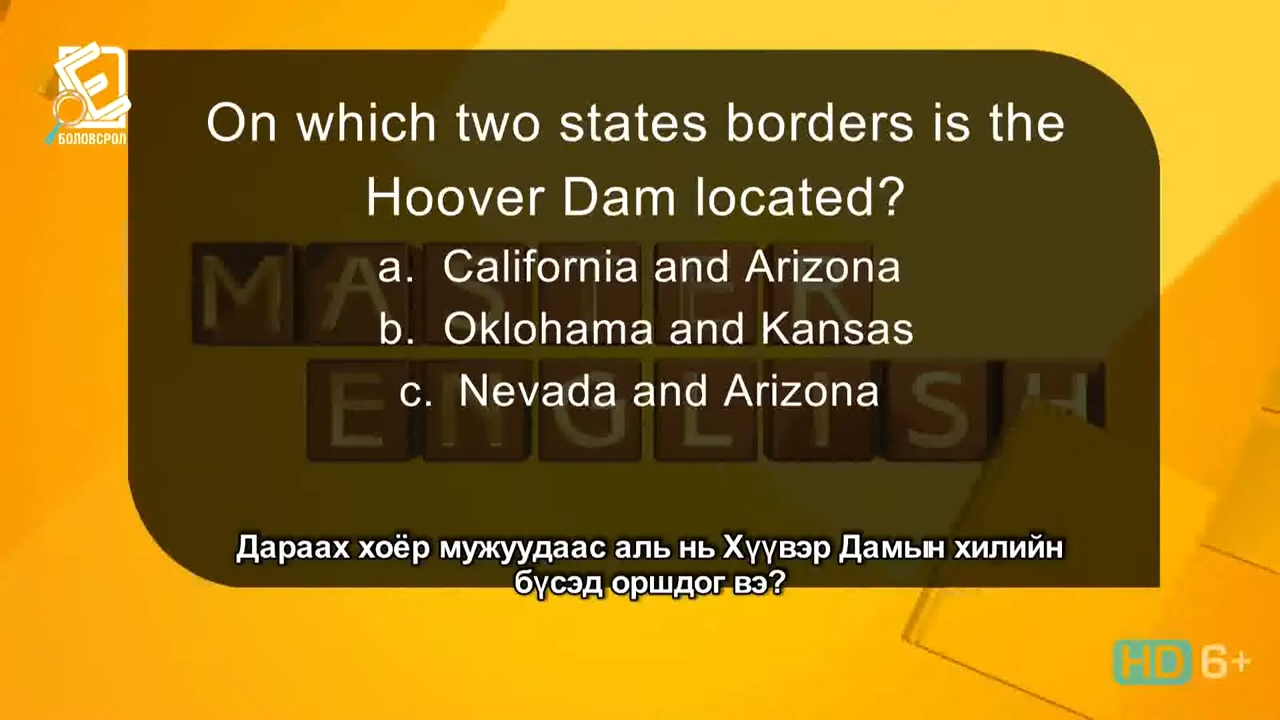 БОЛОВСРОЛ
On which two states borders is the
Hoover Dam located?
a. California and Arizona
b. Oklohama and Kansas
c. Nevada and Arizona
MASTER
ENGLISH
Дараах хоёр мужуудаас аль нь Хүүвэр Дамын хилийн
бүсэд оршдог вэ?
HD 6+